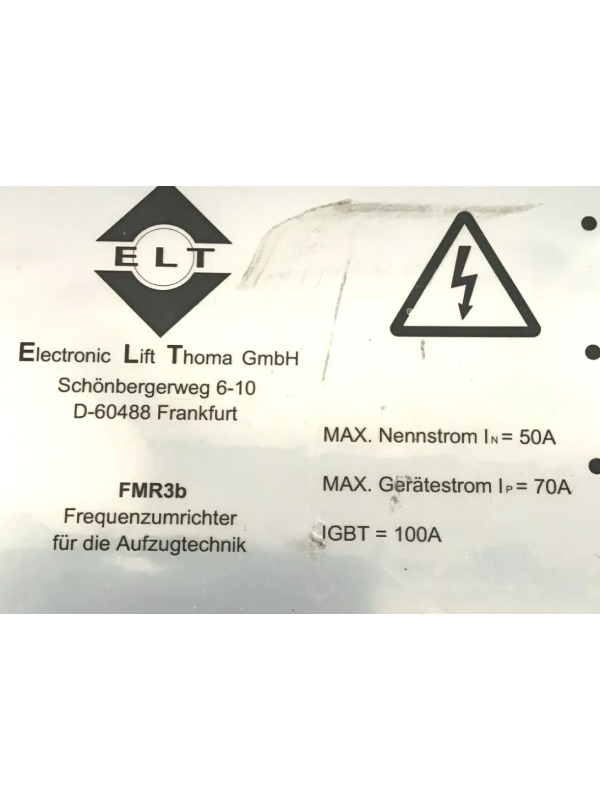 ELT
Electronic Lift Thoma GmbH
Schönbergerweg 6-10
D-60488 Frankfurt
FMR3b
Frequenzumrichter
für die Aufzugtechnik
MAX. Nennstrom IN = 50A
MAX. Gerätestrom IP = 70A
IGBT = 100A